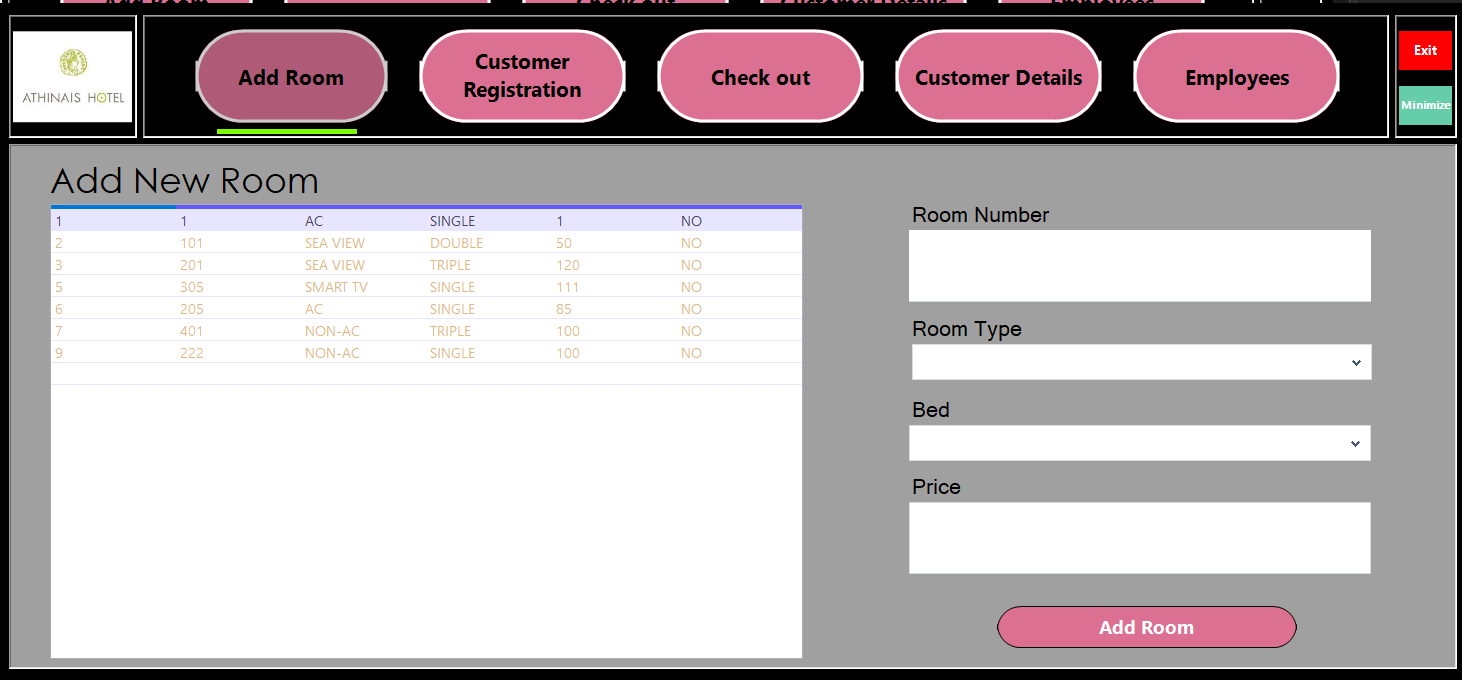 ATHINAIS HOTEL
Add Room
Customer
Registration
Check out
Customer Details
Employees
Exit
Minimize
Add New Room
1 1 AC SINGLE 1 NO
2 101 SEA VIEW DOUBLE 50 NO
3 201 SEA VIEW TRIPLE 120 NO
5 305 SMART TV SINGLE 111 NO
6 205 AC SINGLE 85 NO
7 401 NON-AC TRIPLE 100 NO
9 222 NON-AC SINGLE 100 NO
Room Number
Room Type
Bed
Price
Add Room